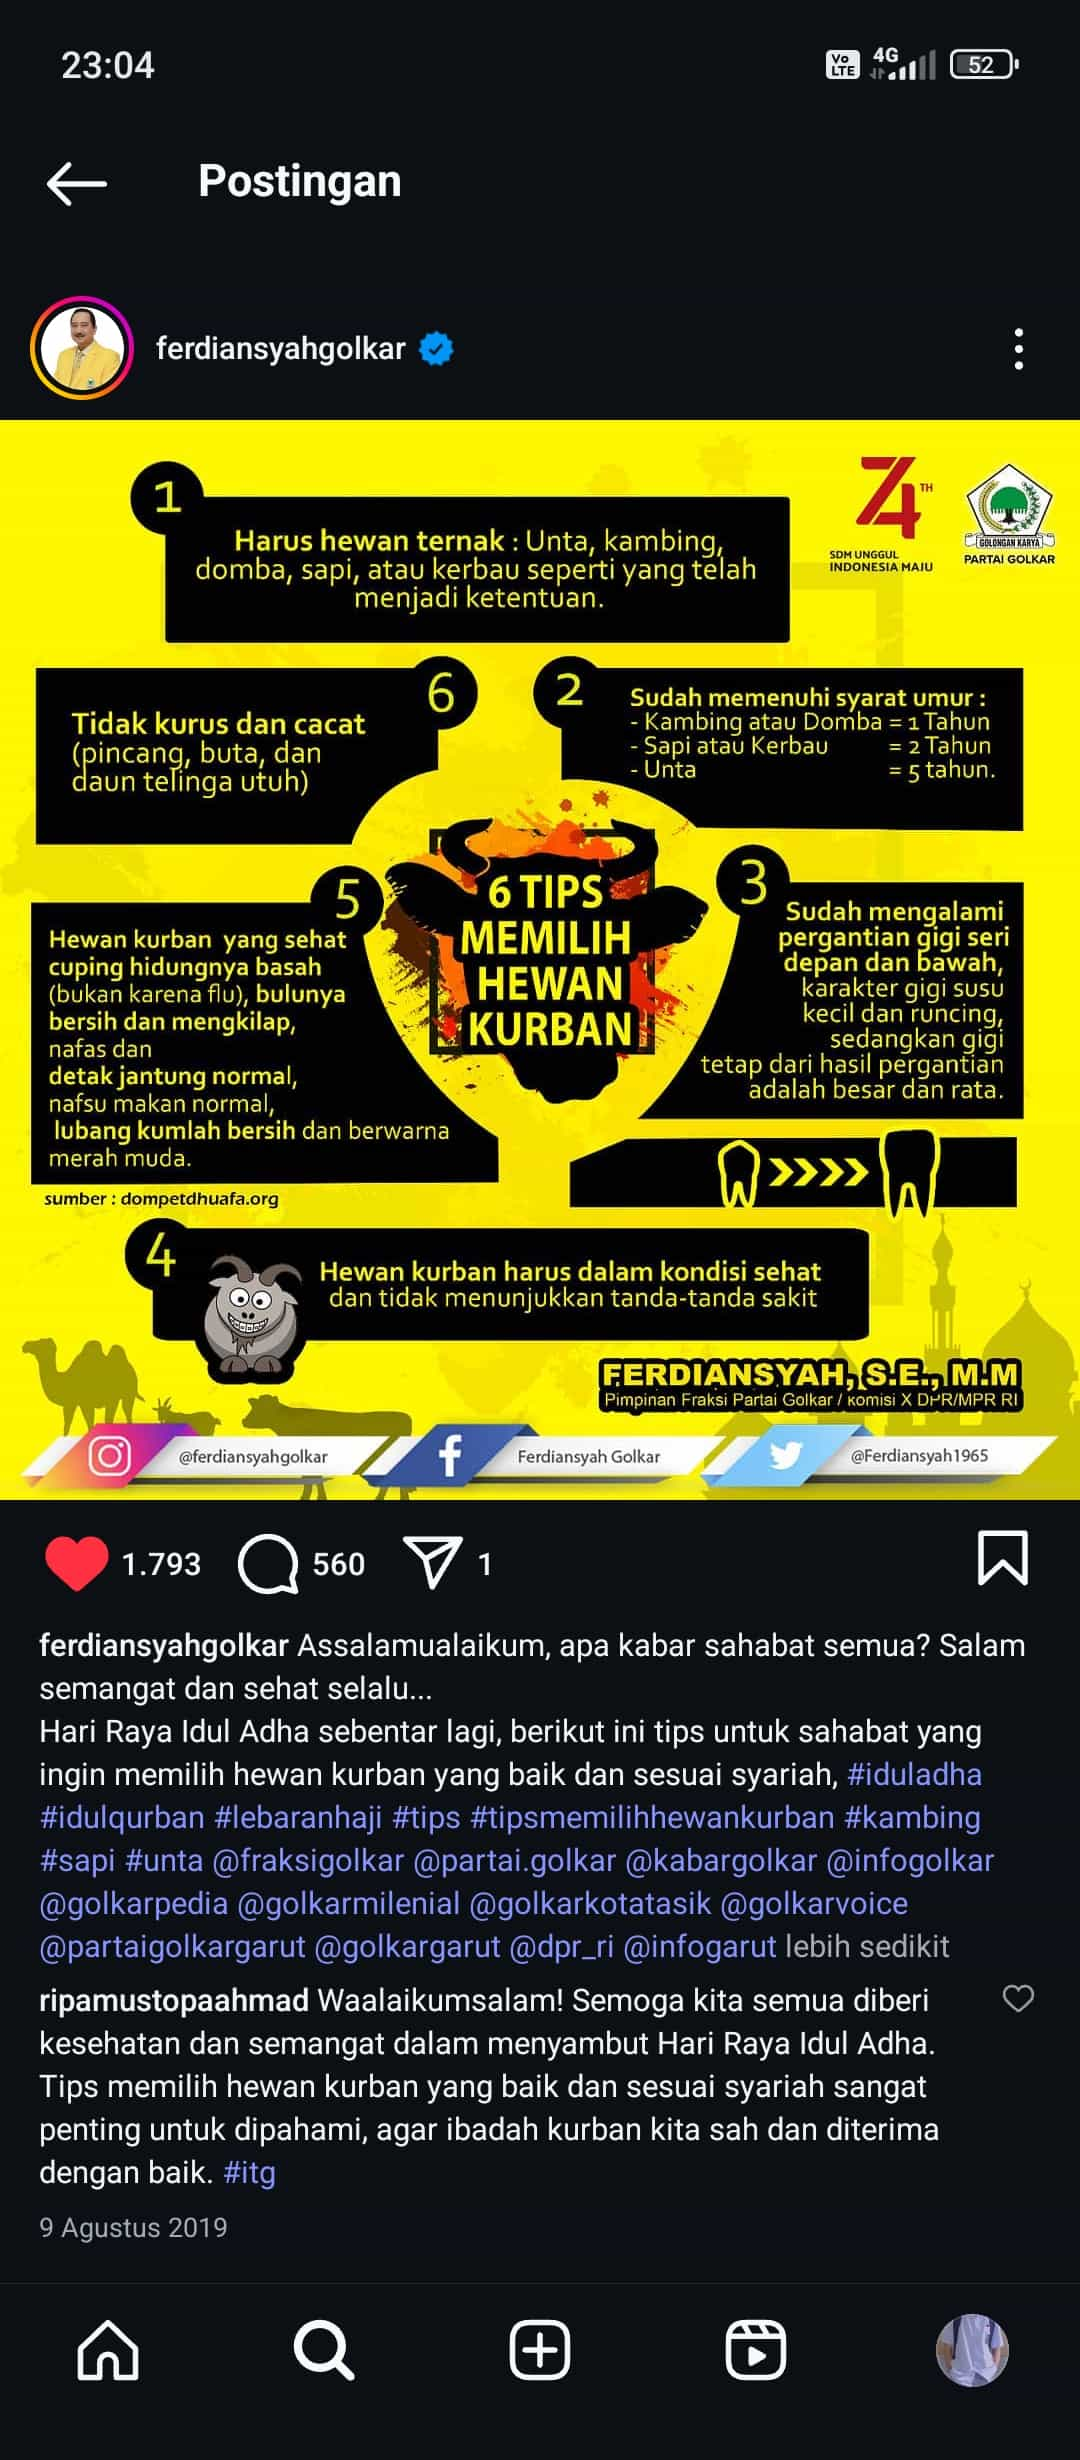 23:04
Vo LTE 4G 52
Postingan
ferdiansyahgolkar
1
Harus hewan ternak : Unta, kambing,
domba, sapi, atau kerbau seperti yang telah
menjadi ketentuan.
74TH
SDM UNGGUL
INDONESIA MAJU
GOLONGAN KARYA
PARTAI GOLKAR
6
Tidak kurus dan cacat
(pincang, buta, dan
daun telinga utuh)
2
Sudah memenuhi syarat umur :
- Kambing atau Domba = 1 Tahun
- Sapi atau Kerbau = 2 Tahun
- Unta = 5 tahun.
6 TIPS
MEMILIH
HEWAN
KURBAN
5
Hewan kurban yang sehat
cuping hidungnya basah
(bukan karena flu), bulunya
bersih dan mengkilap,
nafas dan
detak jantung normal,
nafsu makan normal,
lubang kumlah bersih dan berwarna
merah muda.
sumber : dompetdhuafa.org
3
Sudah mengalami
pergantian gigi seri
depan dan bawah,
karakter gigi susu
kecil dan runcing,
sedangkan gigi
tetap dari hasil pergantian
adalah besar dan rata.
4
Hewan kurban harus dalam kondisi sehat
dan tidak menunjukkan tanda-tanda sakit
FERDIANSYAH, S.E., M.M
Pimpinan Fraksi Partai Golkar / komisi X DPR/MPR RI
@ferdiansyahgolkar
Ferdiansyah Golkar
@Ferdiansyah1965
1.793 560 1
ferdiansyahgolkar Assalamualaikum, apa kabar sahabat semua? Salam
semangat dan sehat selalu...
Hari Raya Idul Adha sebentar lagi, berikut ini tips untuk sahabat yang
ingin memilih hewan kurban yang baik dan sesuai syariah, #iduladha
#idulqurban #lebaranhaji #tips #tipsmemilihhewankurban #kambing
#sapi #unta @fraksigolkar @partai.golkar @kabargolkar @infogolkar
@golkarpedia @golkarmilenial @golkarkotatasik @golkarvoice
@partaigolkargarut @golkargarut @dpr_ri @infogarut lebih sedikit
ripamustopaahmad Waalaikumsalam! Semoga kita semua diberi
kesehatan dan semangat dalam menyambut Hari Raya Idul Adha.
Tips memilih hewan kurban yang baik dan sesuai syariah sangat
penting untuk dipahami, agar ibadah kurban kita sah dan diterima
dengan baik. #itg
9 Agustus 2019